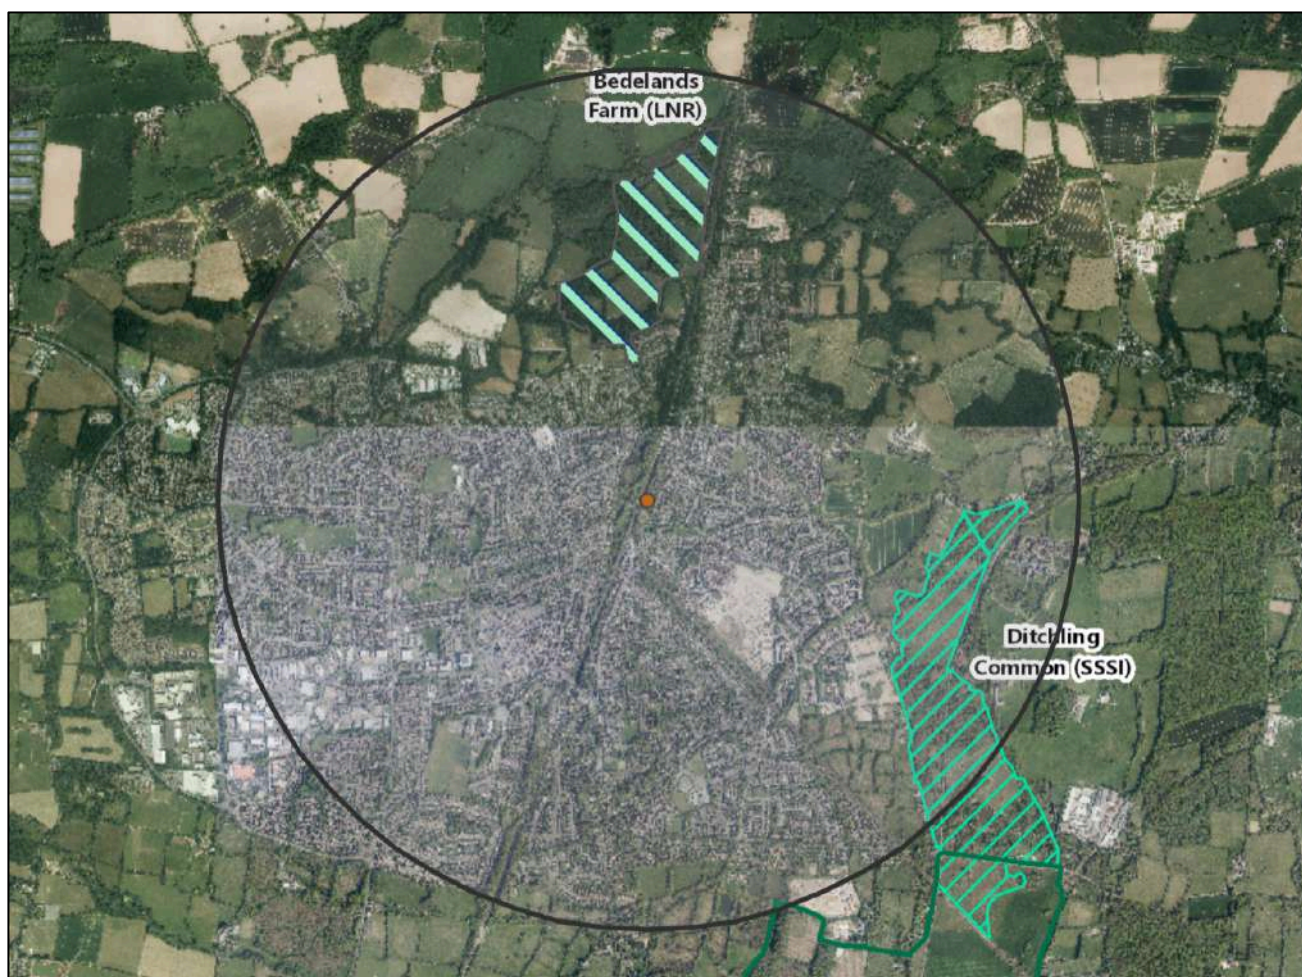 Bedelands
Farm (LNR)
Ditchling
Common (SSSI)